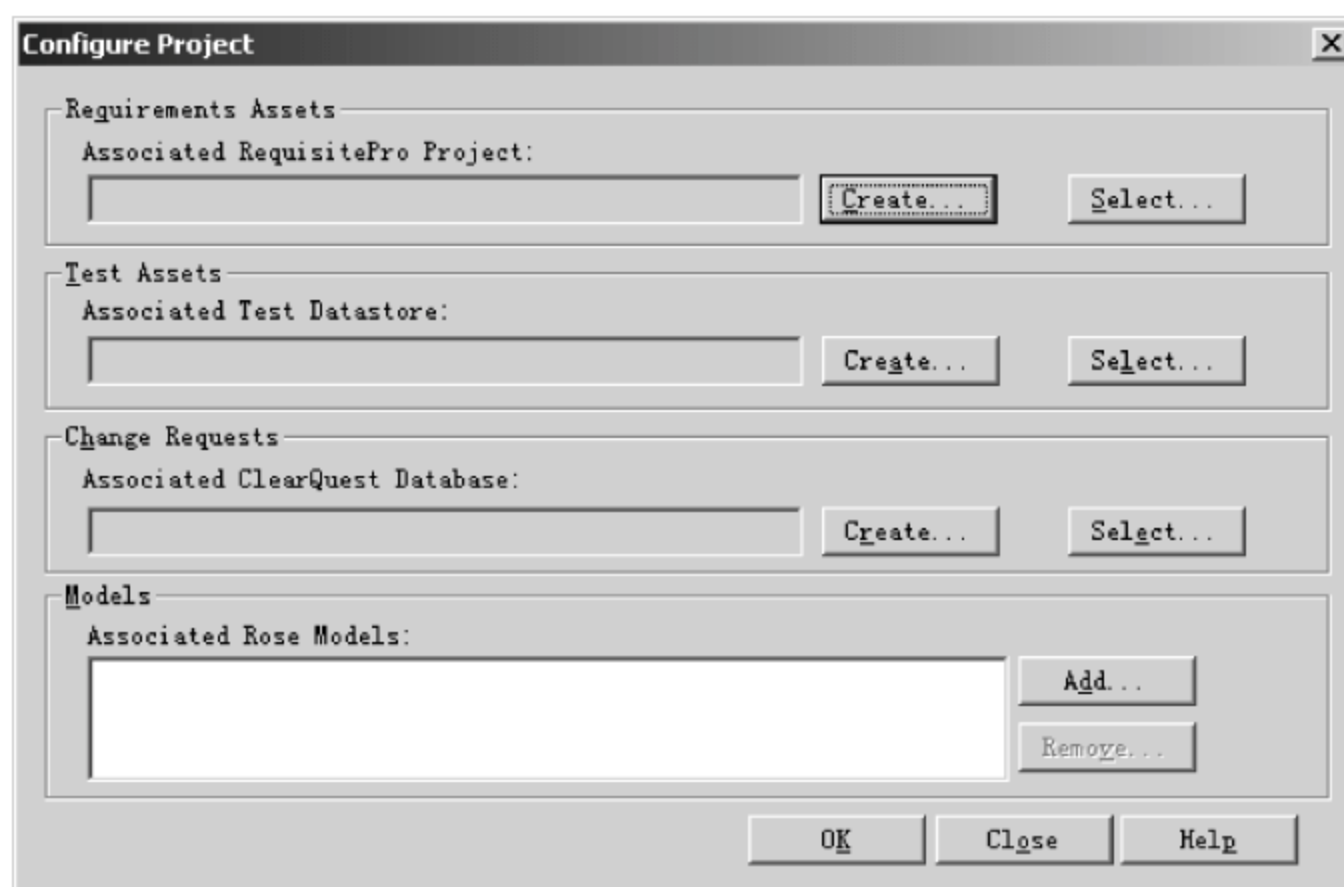 Configure Project
Requirements Assets
Associated RequisitePro Project:
Create...
Select...
Test Assets
Associated Test Datastore:
Create...
Select...
Change Requests
Associated ClearQuest Database:
Create...
Select...
Models
Associated Rose Models:
Add...
Remove...
OK
Close
Help